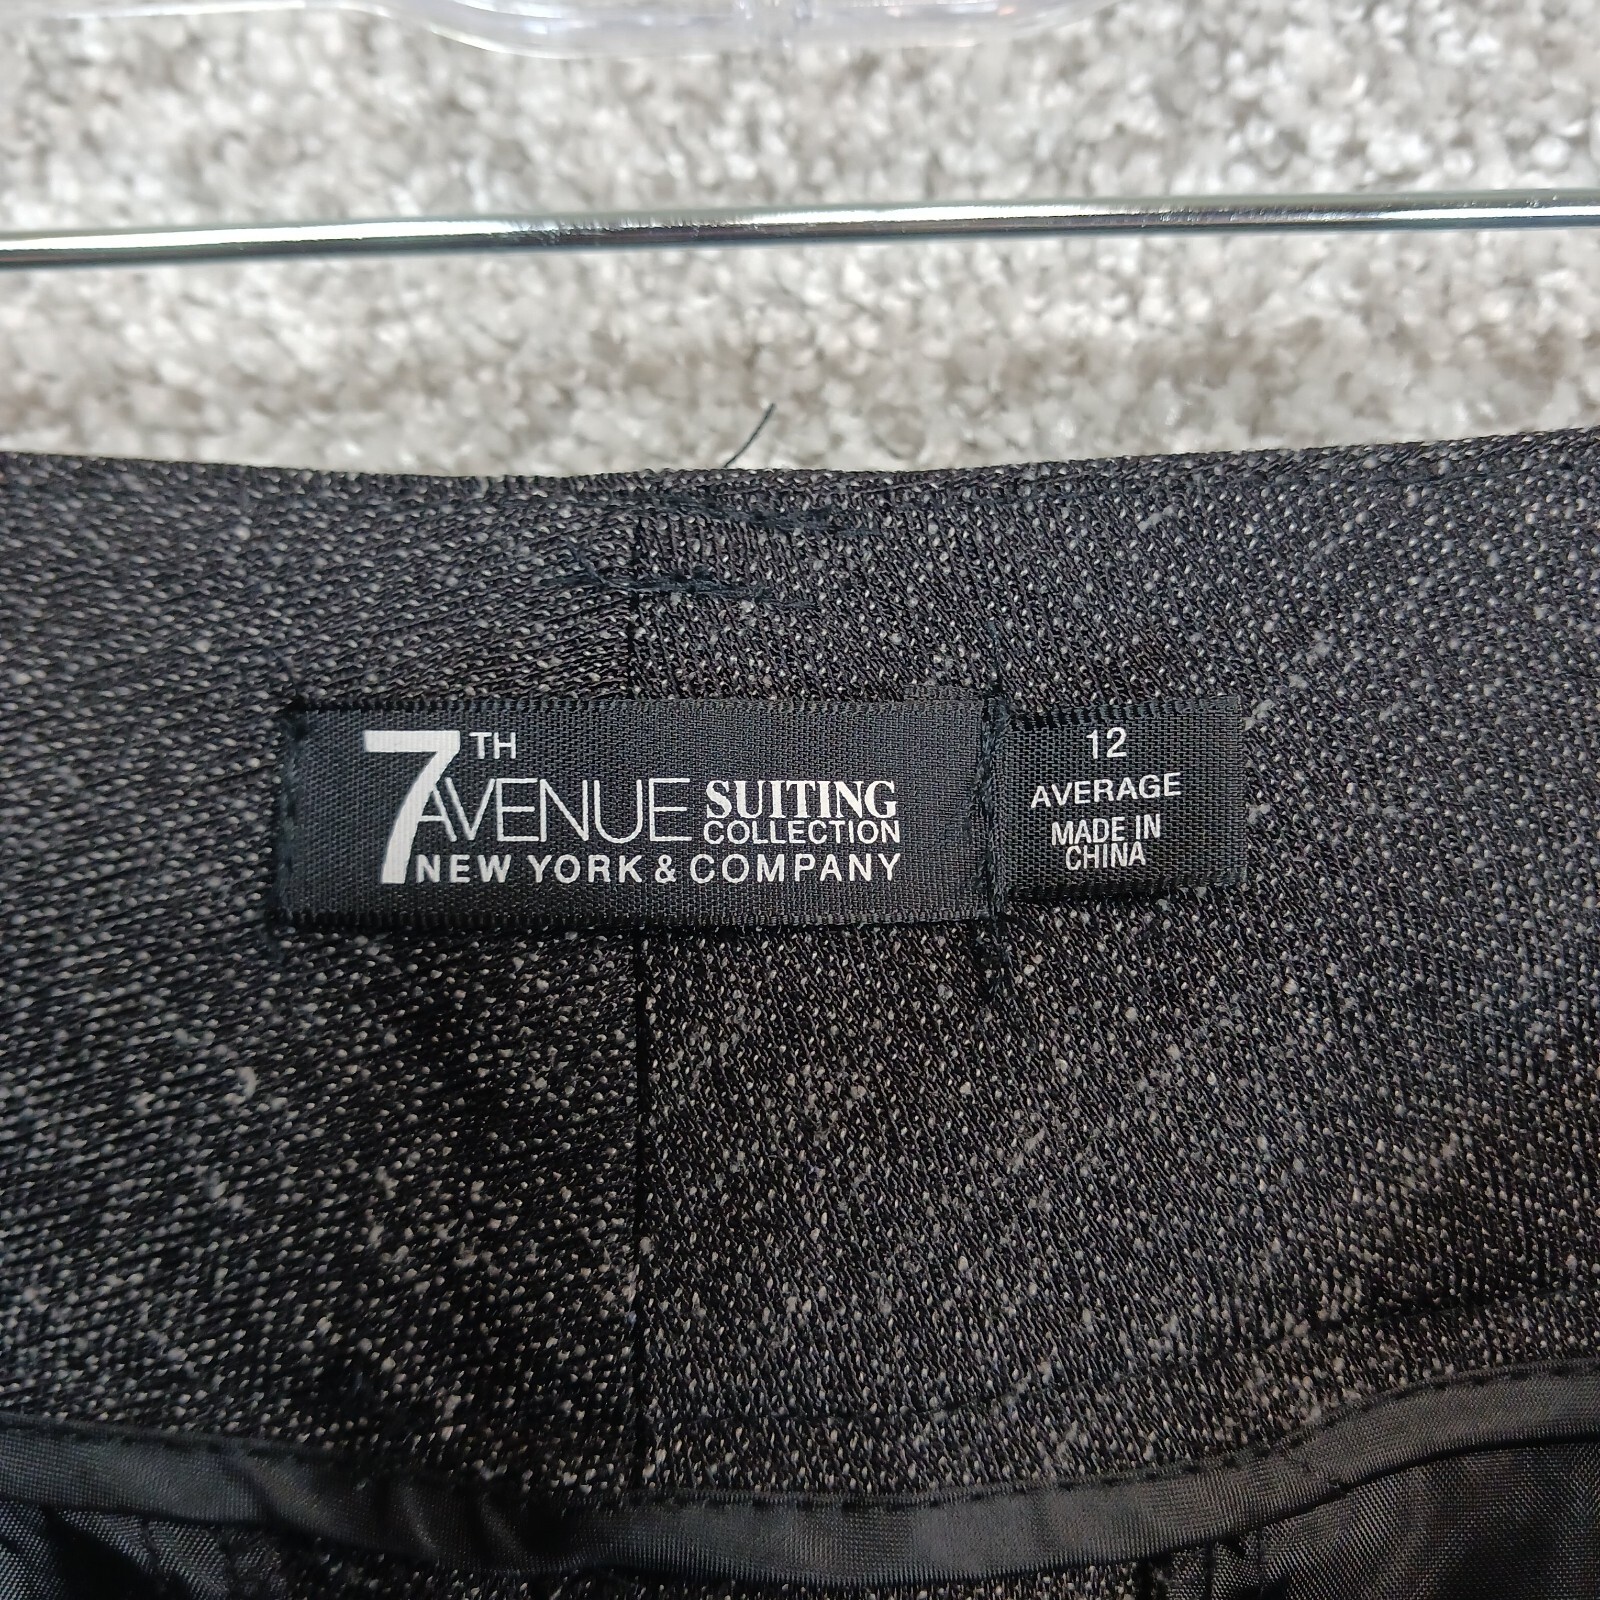 7TH
AVENUE SUITING
COLLECTION
NEW YORK & COMPANY
12
AVERAGE
MADE IN
CHINA